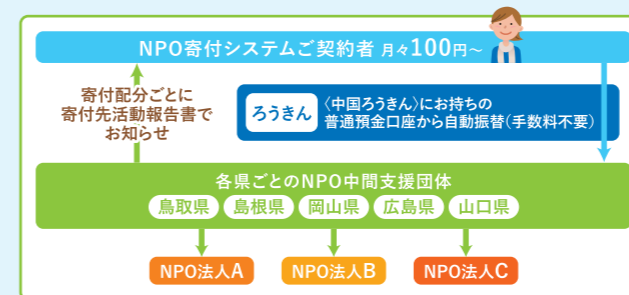 NPO寄付システムご契約者 月々100円〜
寄付配分ごとに
寄付先活動報告書で
お知らせ
ろうきん
〈中国ろうきん〉にお持ちの
普通預金口座から自動振替(手数料不要)
各県ごとのNPO中間支援団体
鳥取県 島根県 岡山県 広島県 山口県
NPO法人A NPO法人B NPO法人C